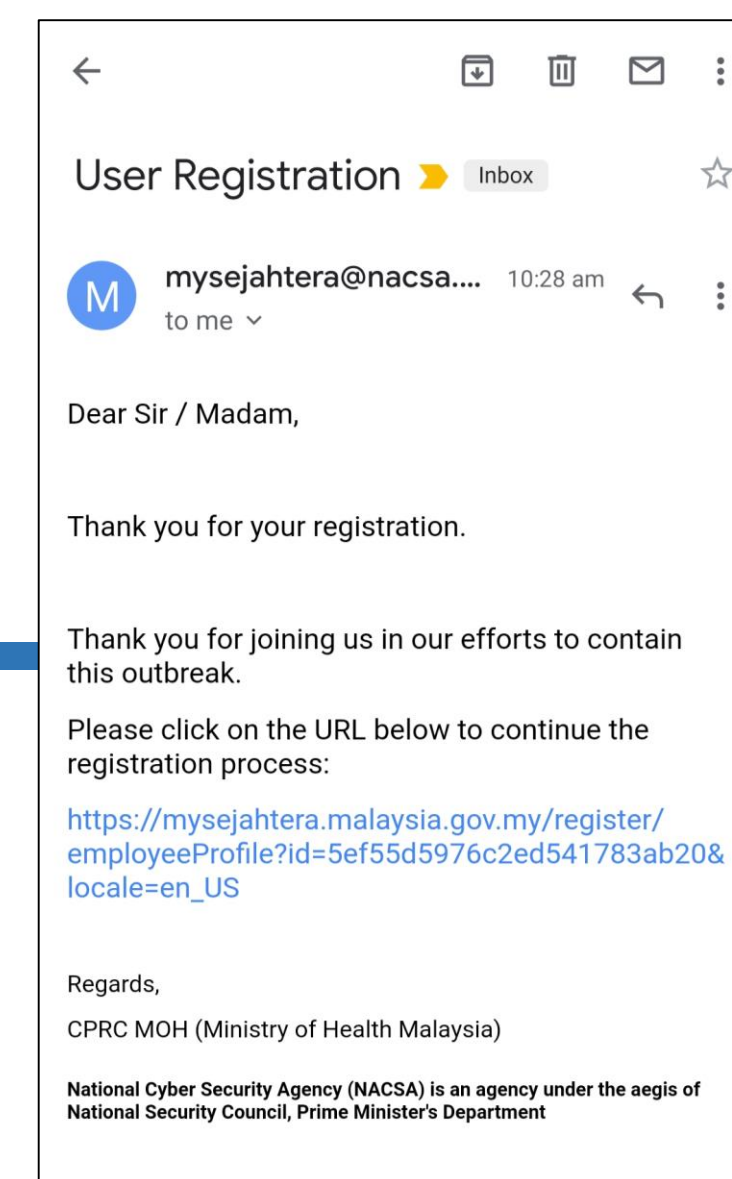 User Registration Inbox
M
mysejahtera@nacsa.... 10:28 am
to me
Dear Sir / Madam,
Thank you for your registration.
Thank you for joining us in our efforts to contain
this outbreak.
Please click on the URL below to continue the
registration process:
https://mysejahtera.malaysia.gov.my/register/
employeeProfile?id=5ef55d5976c2ed541783ab20&
locale=en_US
Regards,
CPRC MOH (Ministry of Health Malaysia)
National Cyber Security Agency (NACSA) is an agency under the aegis of
National Security Council, Prime Minister's Department